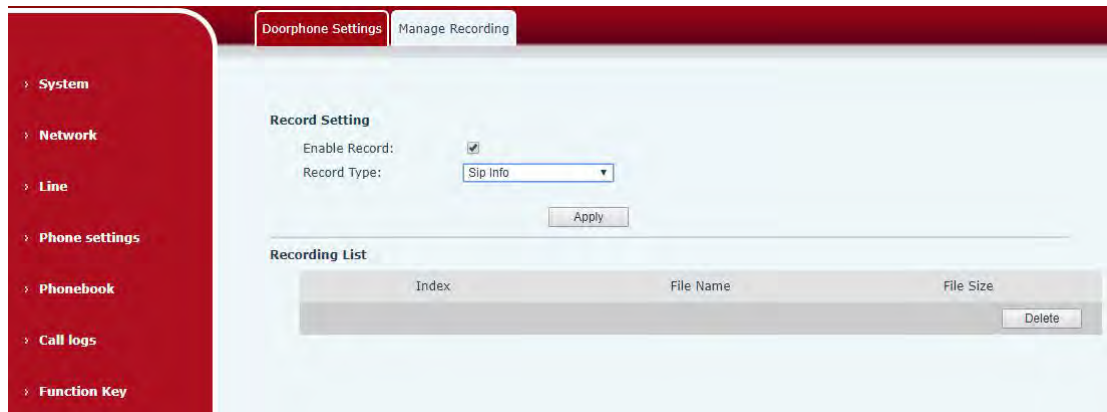 Doorphone Settings Manage Recording
› System
› Network
› Line
› Phone settings
› Phonebook
› Call logs
› Function Key
Record Setting
Enable Record:
Record Type: Sip Info
Apply
Recording List
Index File Name File Size
Delete